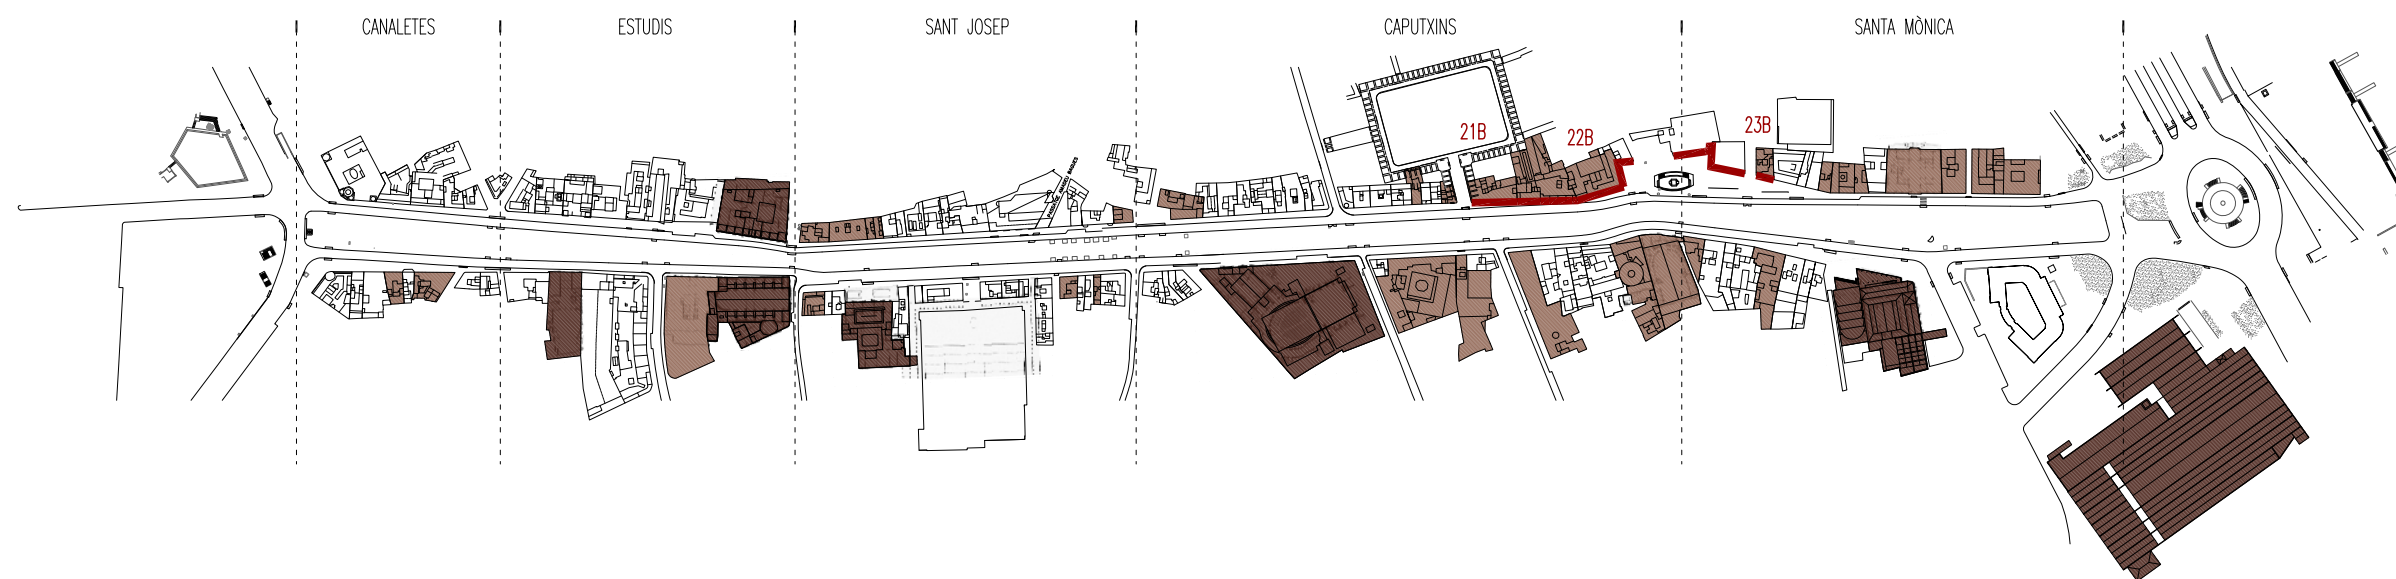 CANALETES
ESTUDIS
SANT JOSEP
CAPUTXINS
SANTA MÒNICA
21B
22B
23B